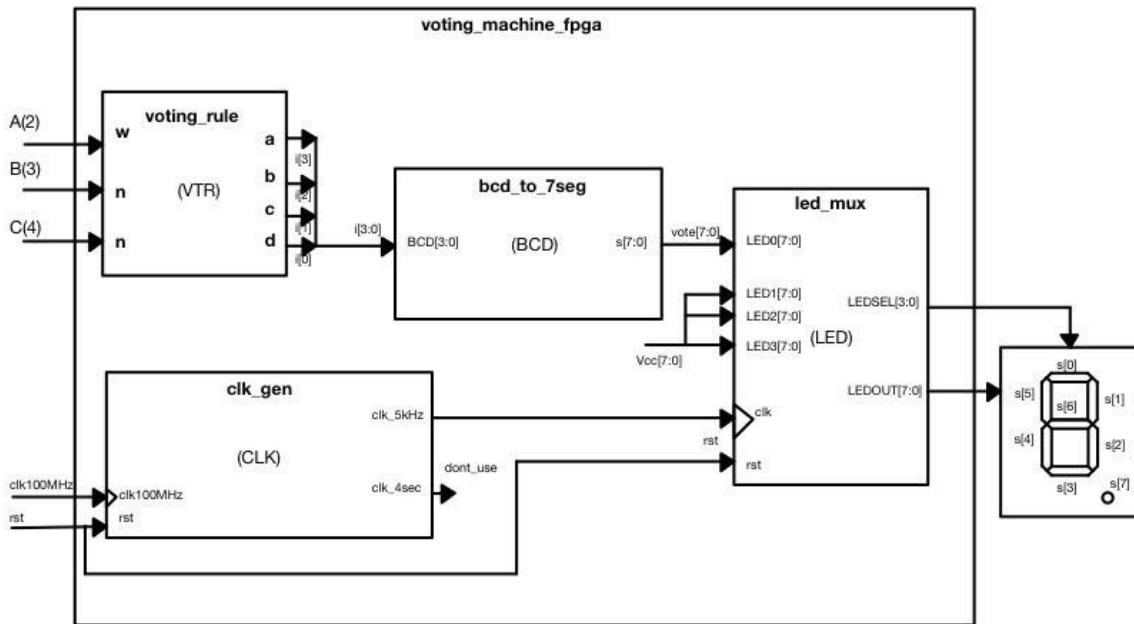 voting_machine_fpga
A(2)
B(3)
C(4)
voting_rule
w
n
n
(VTR)
a
b
c
d
i[3]
i[2]
i[1]
i[0]
i[3:0]
bcd_to_7seg
BCD[3:0]
(BCD)
s[7:0]
vote[7:0]
led_mux
LED0[7:0]
LED1[7:0]
LED2[7:0]
LED3[7:0]
Vcc[7:0]
(LED)
LEDSEL[3:0]
LEDOUT[7:0]
clk
rst
rst
clk_gen
clk_5kHz
(CLK)
clk_4sec
dont_use
clk100MHz
clk100MHz
rst
rst
s[0]
s[5]
s[6]
s[1]
s[4]
s[2]
s[3]
s[7]